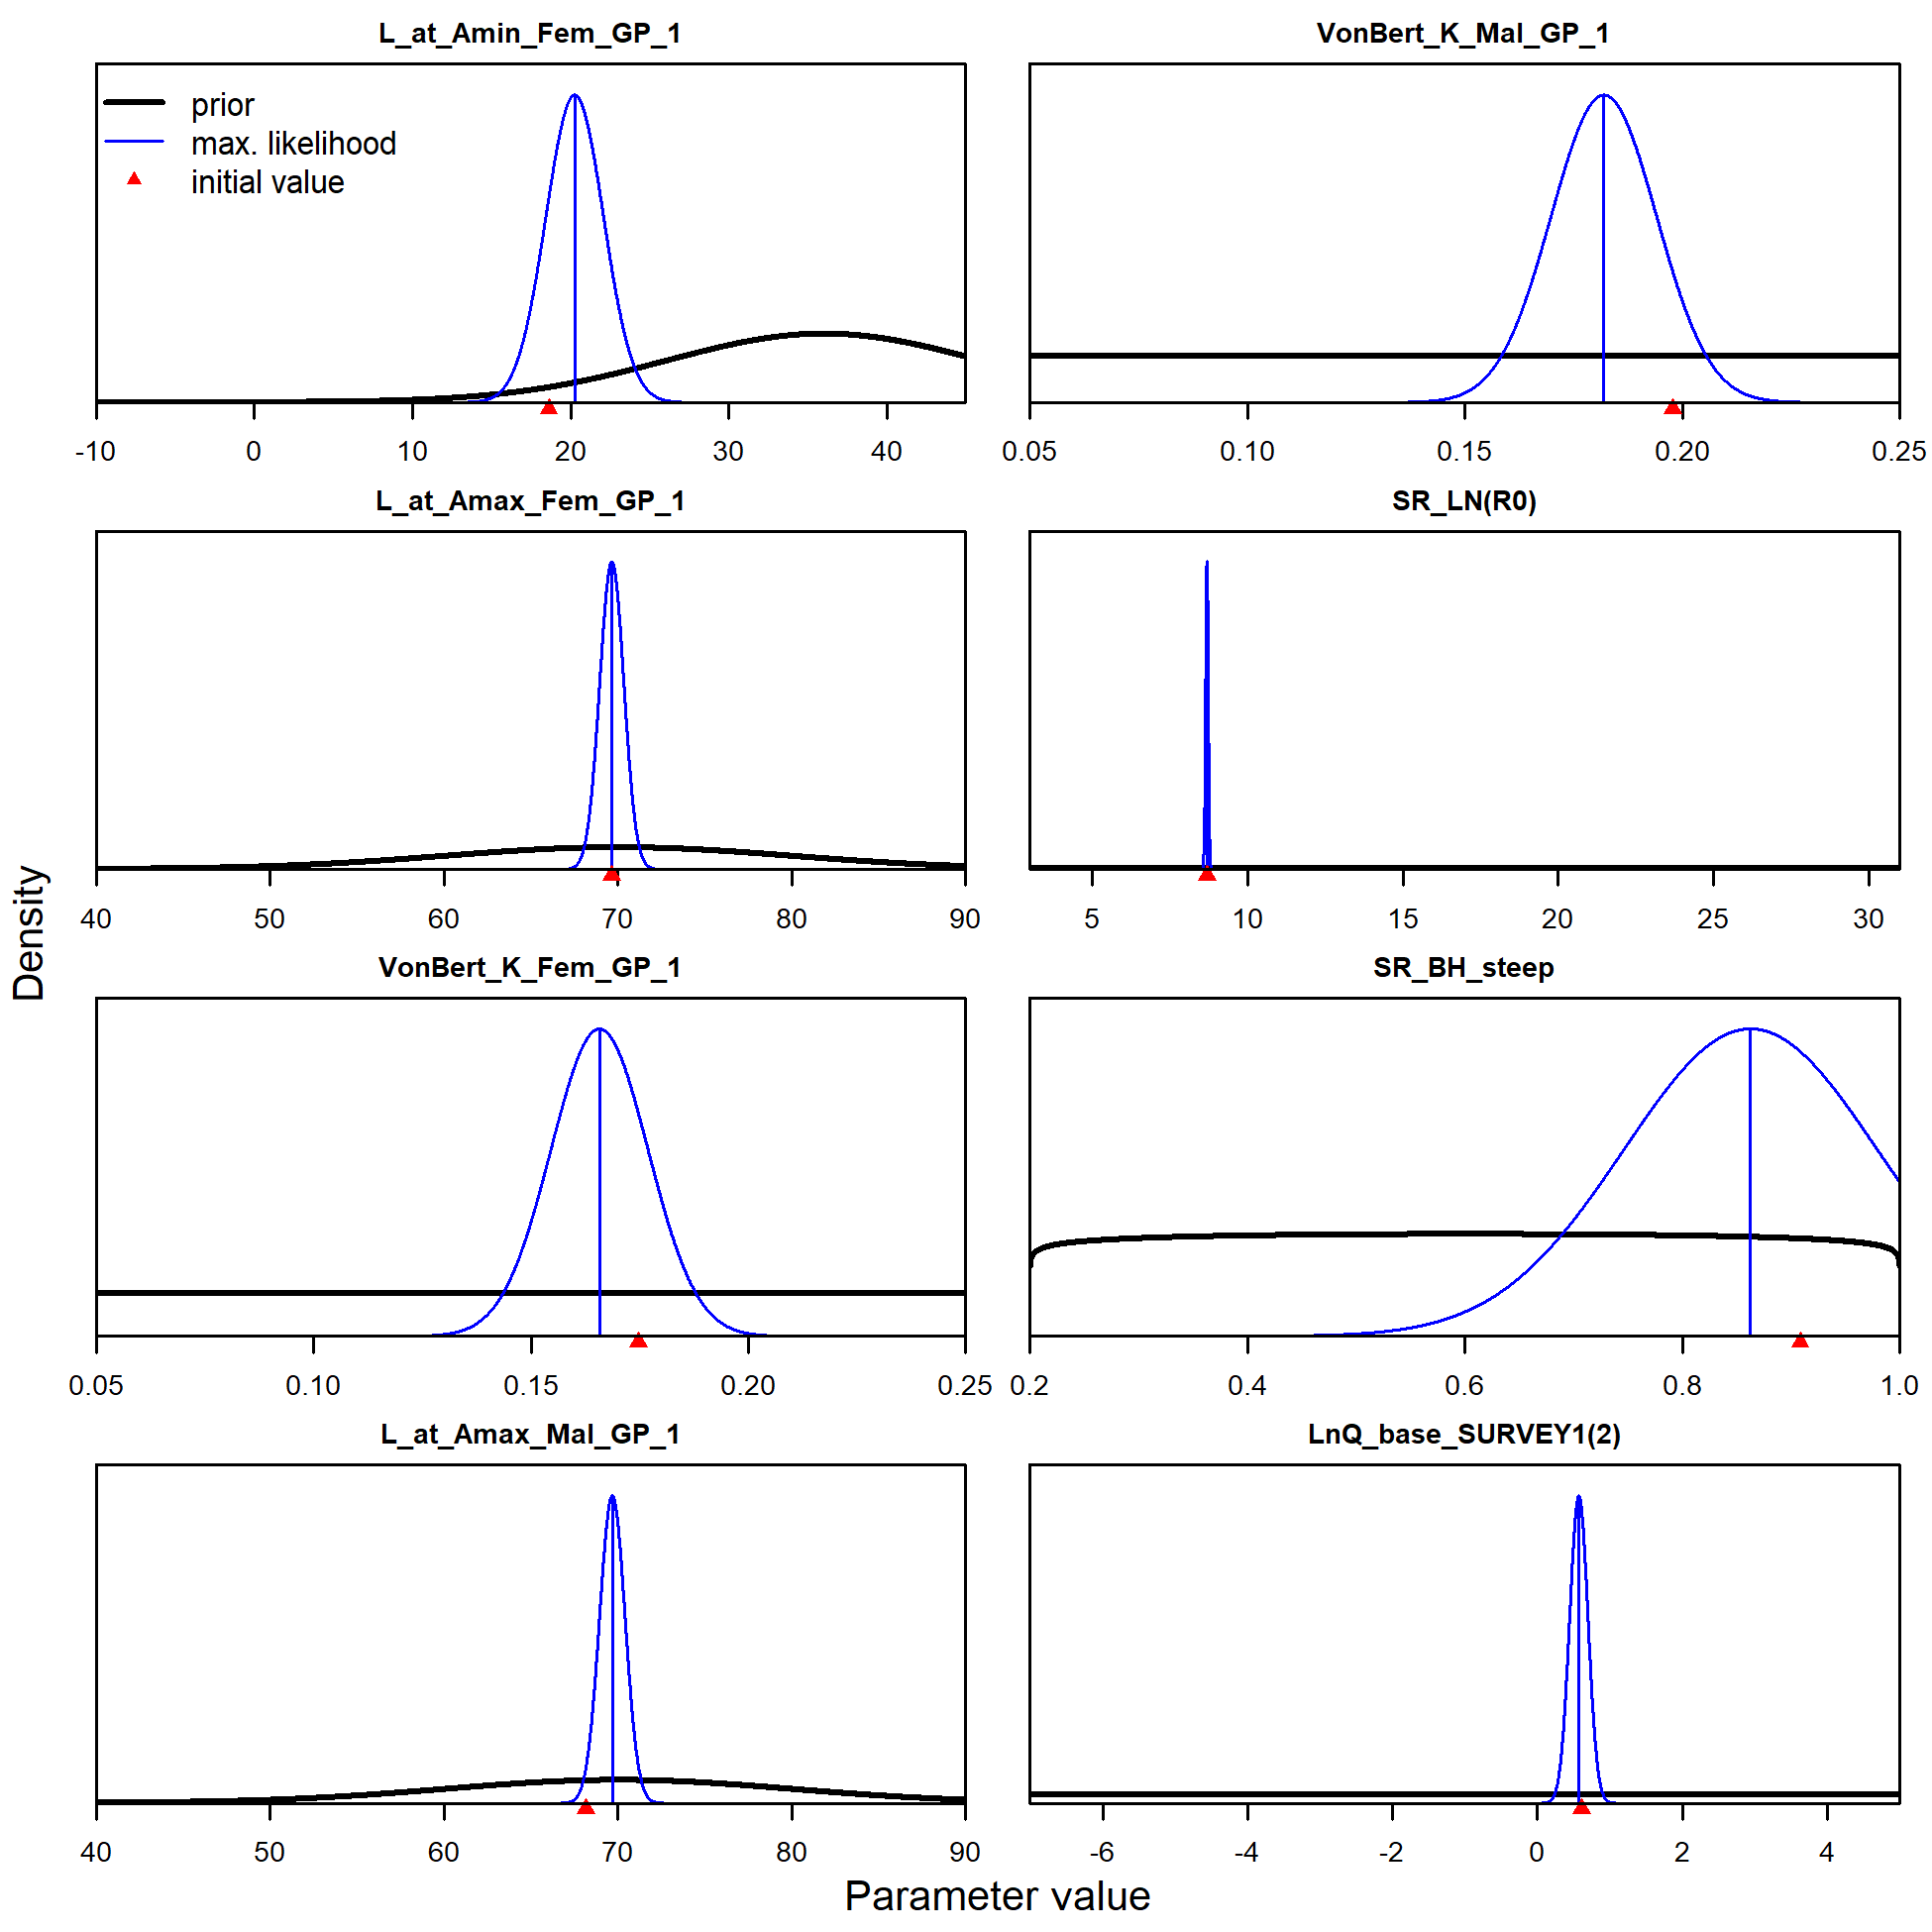 L_at_Amin_Fem_GP_1
prior
max. likelihood
initial value
-10 0 10 20 30 40
VonBert_K_Mal_GP_1
0.05 0.10 0.15 0.20 0.25
L_at_Amax_Fem_GP_1
40 50 60 70 80 90
SR_LN(R0)
5 10 15 20 25 30
VonBert_K_Fem_GP_1
0.05 0.10 0.15 0.20 0.25
SR_BH_steep
0.2 0.4 0.6 0.8 1.0
L_at_Amax_Mal_GP_1
40 50 60 70 80 90
LnQ_base_SURVEY1(2)
-6 -4 -2 0 2 4
Density
Parameter value